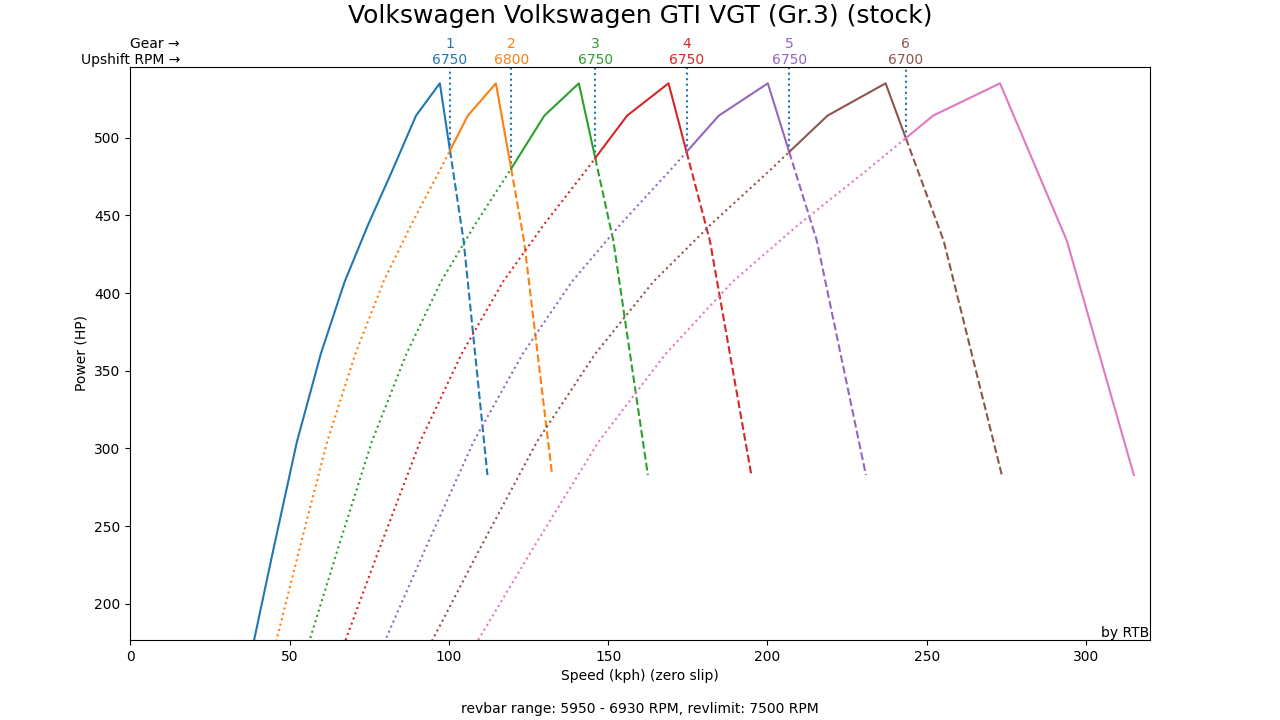 Volkswagen Volkswagen GTI VGT (Gr.3) (stock)
Gear → 1 2 3 4 5 6
Upshift RPM → 6750 6800 6750 6750 6750 6700
500
450
400
350
300
250
200
Power (HP)
by RTB
0 50 100 150 200 250 300
Speed (kph) (zero slip)
revbar range: 5950 - 6930 RPM, revlimit: 7500 RPM